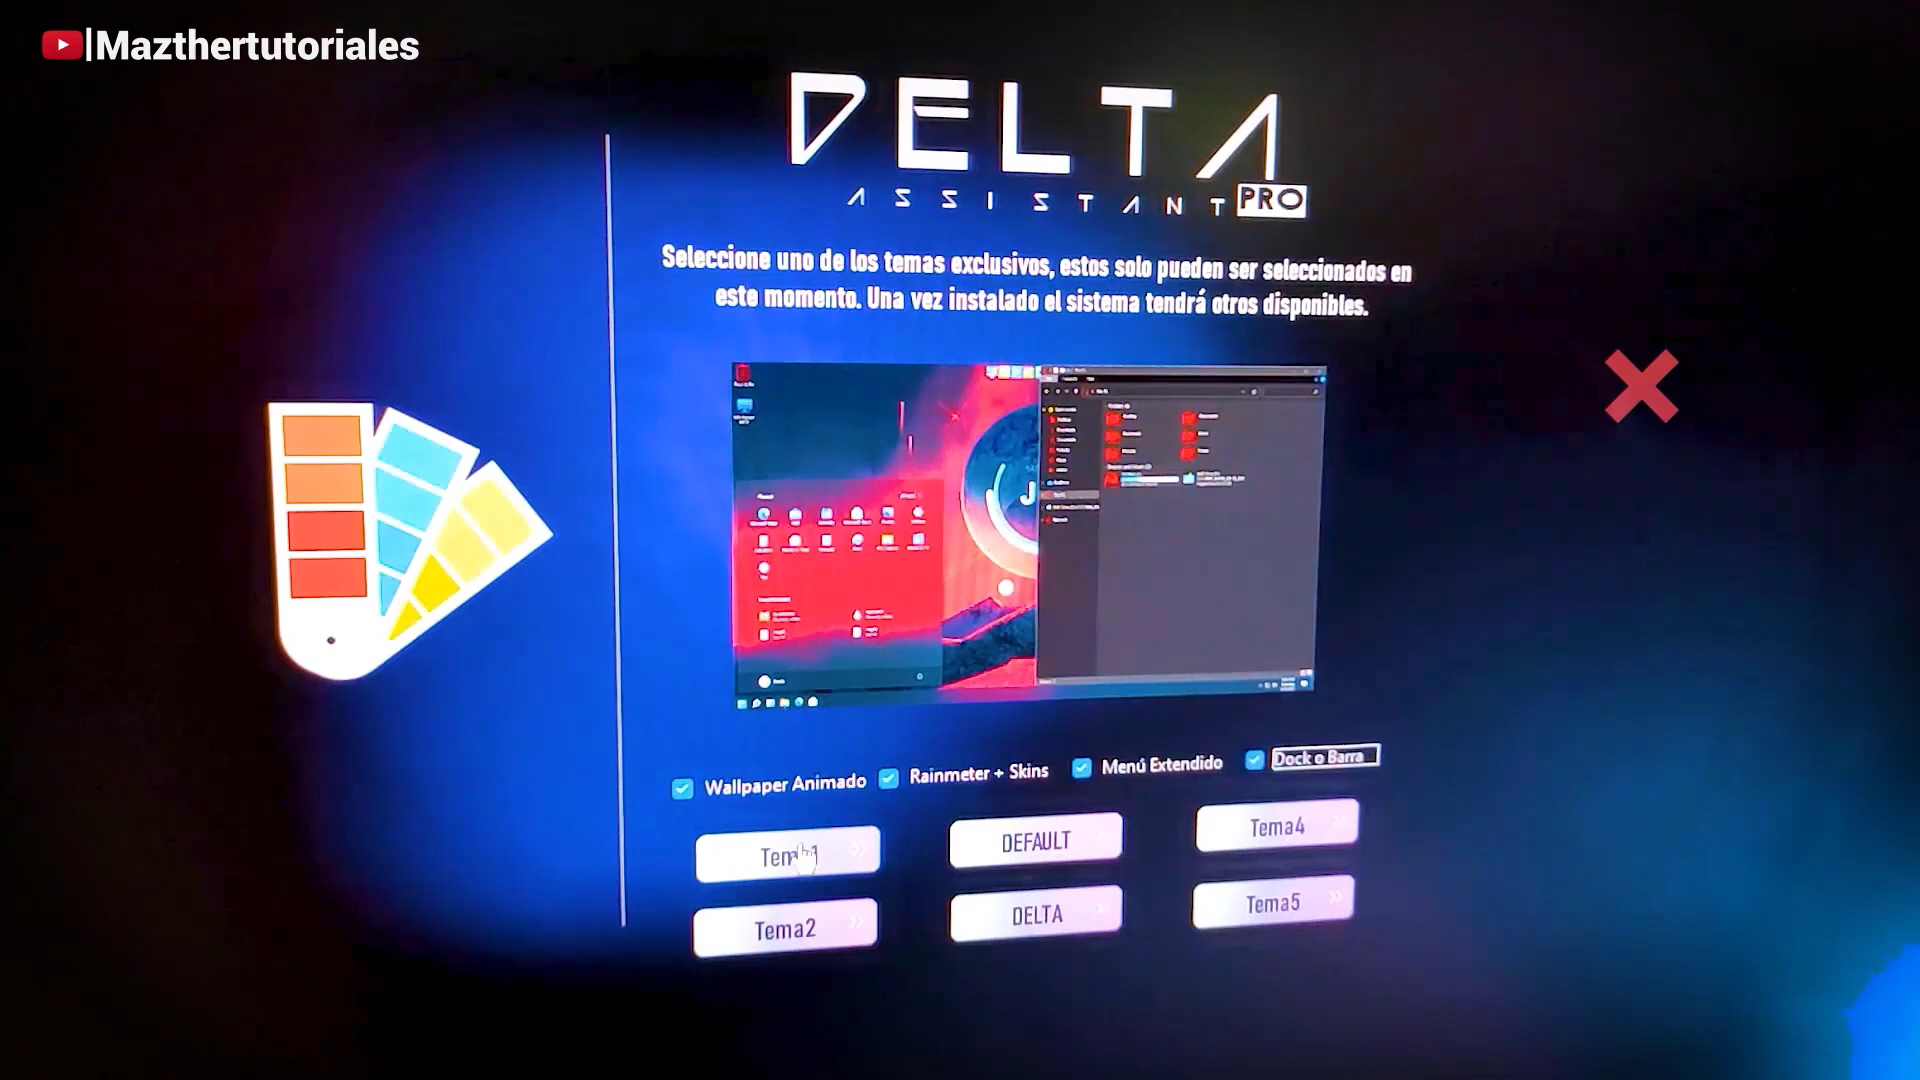 |Mazthertutoriales
DELTA
ASSISTANT PRO
Seleccione uno de los temas exclusivos, estos solo pueden ser seleccionados en
este momento. Una vez instalado el sistema tendrá otros disponibles.
Wallpaper Animado Rainmeter + Skins Menú Extendido Dock o Barra
Tema1 DEFAULT Tema4
Tema2 DELTA Tema5